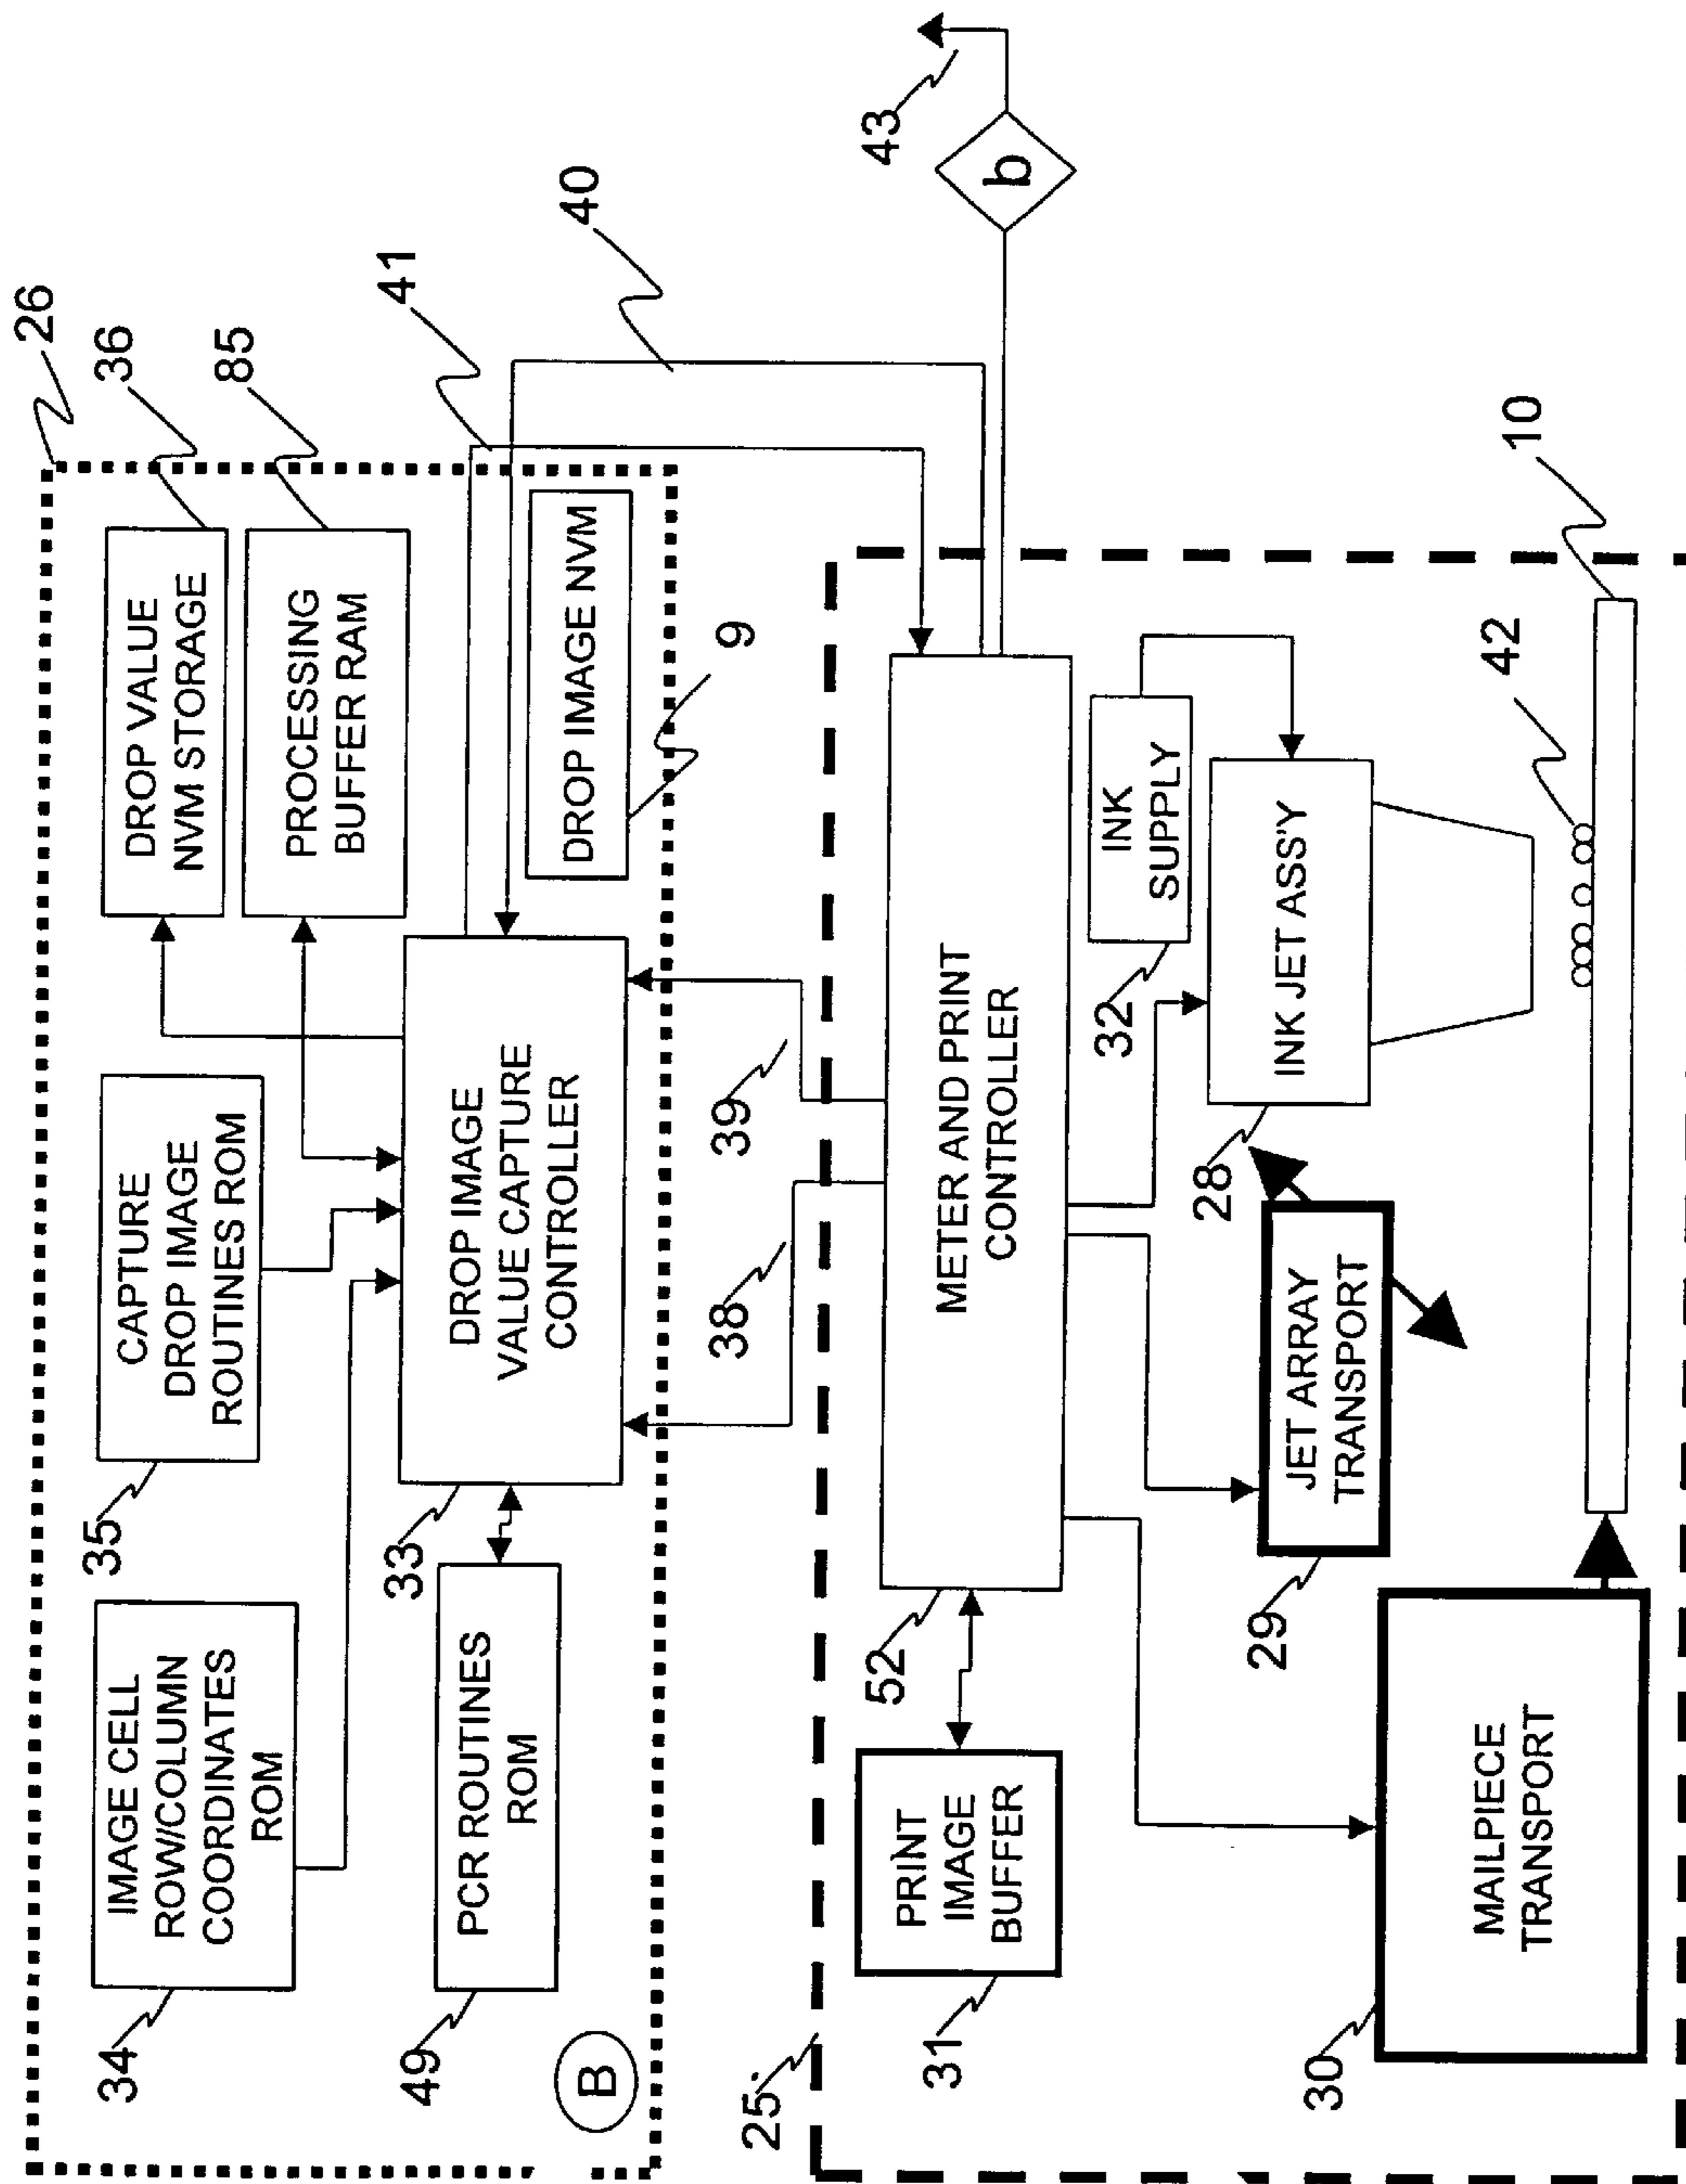 26
36
85
41
40
43
b
34
IMAGE CELL
ROW/COLUMN
COORDINATES
ROM
35
CAPTURE
DROP IMAGE
ROUTINES ROM
DROP VALUE
NVM STORAGE
PROCESSING
BUFFER RAM
49
PCR ROUTINES
ROM
33
DROP IMAGE
VALUE CAPTURE
CONTROLLER
DROP IMAGE NVM
9
B
38
39
25
31
PRINT
IMAGE
BUFFER
52
METER AND PRINT
CONTROLLER
32
INK
SUPPLY
28
INK JET ASS'Y
29
JET ARRAY
TRANSPORT
30
MAILPIECE
TRANSPORT
42
10